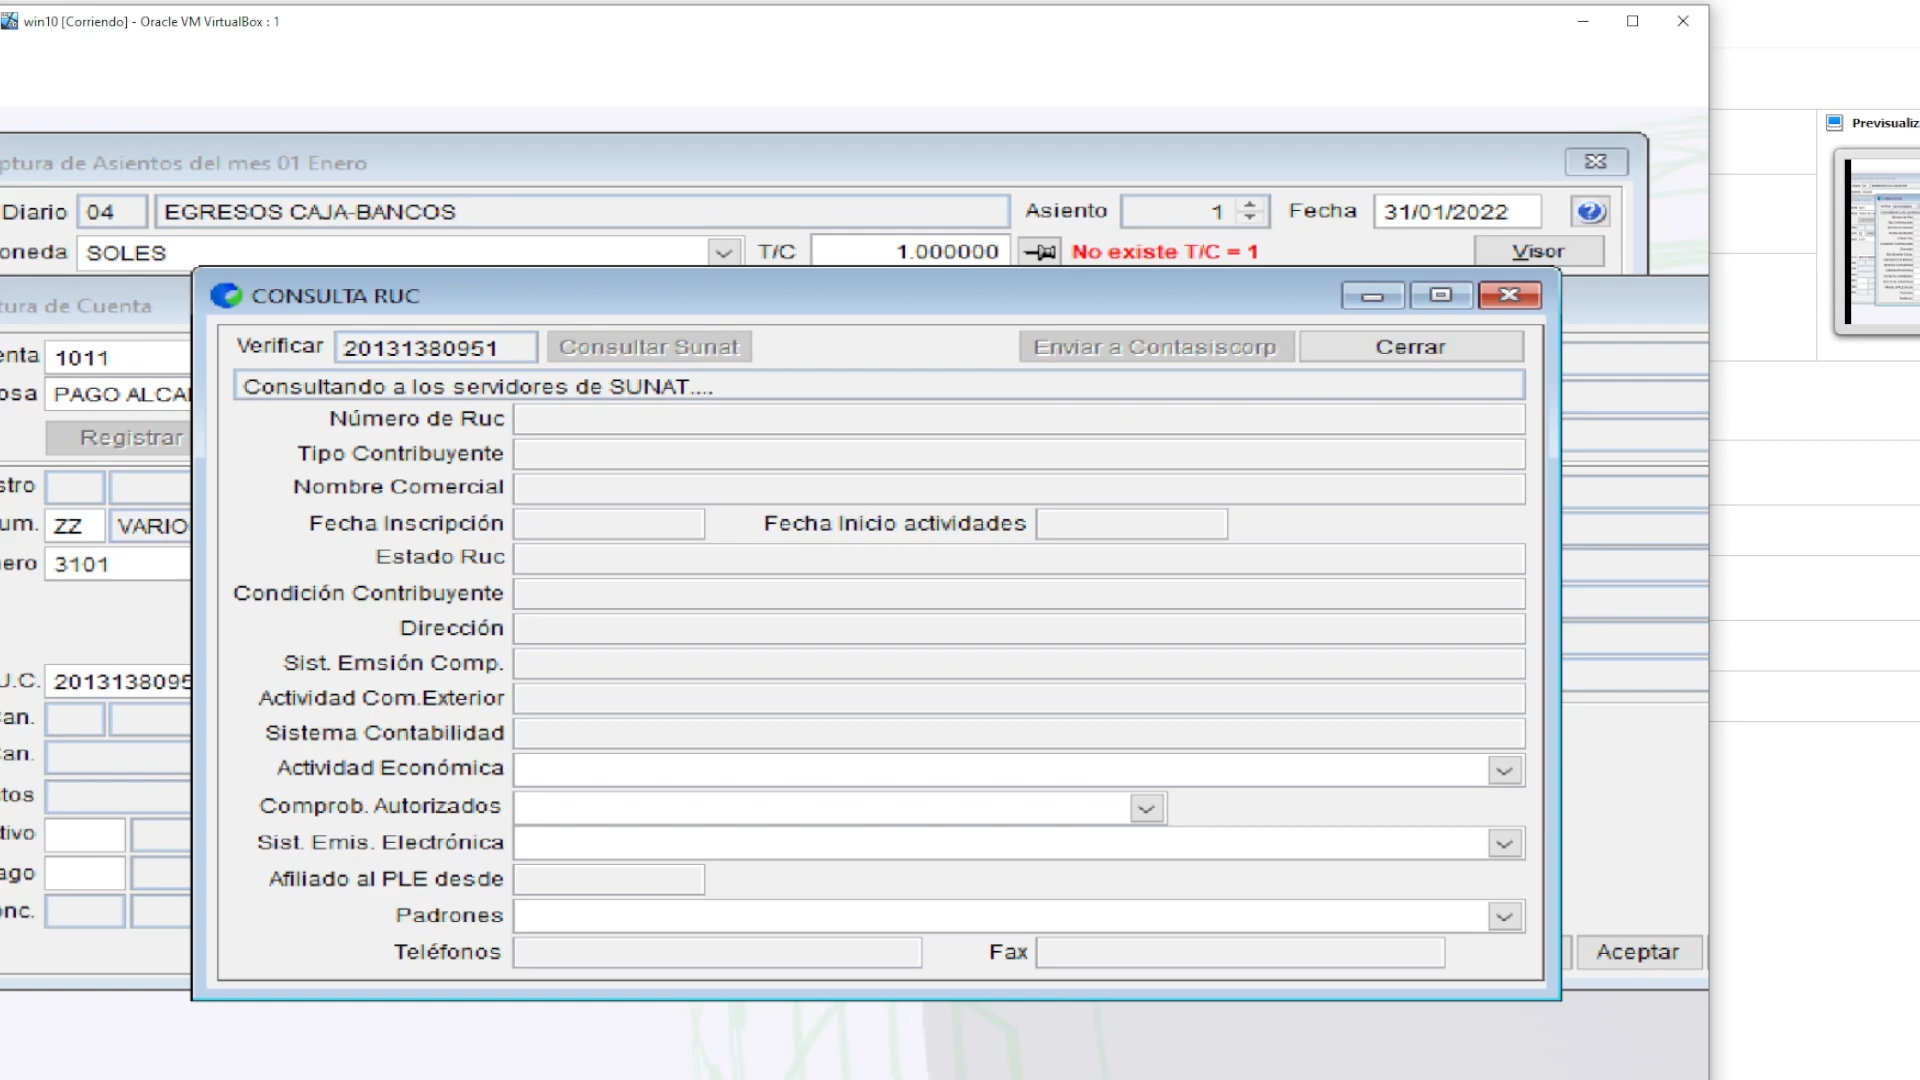 win10 [Corriendo] - Oracle VM VirtualBox : 1
Previsualiz
ptura de Asientos del mes 01 Enero
Diario 04 EGRESOS CAJA-BANCOS Asiento 1 Fecha 31/01/2022
oneda SOLES T/C 1.000000 No existe T/C = 1 Visor
tura de Cuenta
CONSULTA RUC
enta 1011
osa PAGO ALCA
Registrar
stro
um. ZZ VARIO
ero 3101
U.C. 2013138095
Can.
Can.
tos
tivo
ago
onc.
Verificar 20131380951 Consultar Sunat Enviar a Contasiscorp Cerrar
Consultando a los servidores de SUNAT....
Número de Ruc
Tipo Contribuyente
Nombre Comercial
Fecha Inscripción Fecha Inicio actividades
Estado Ruc
Condición Contribuyente
Dirección
Sist. Emsión Comp.
Actividad Com.Exterior
Sistema Contabilidad
Actividad Económica
Comprob. Autorizados
Sist. Emis. Electrónica
Afiliado al PLE desde
Padrones
Teléfonos Fax
Aceptar